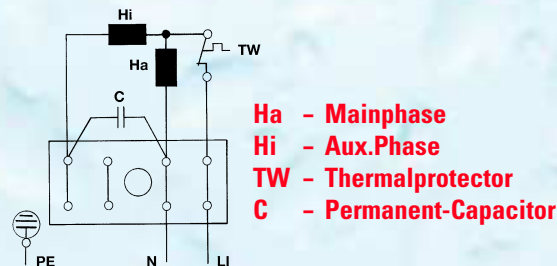 Hi
TW
Ha
C
Ha – Mainphase
Hi – Aux.Phase
TW – Thermalprotector
C – Permanent-Capacitor
PE N LI